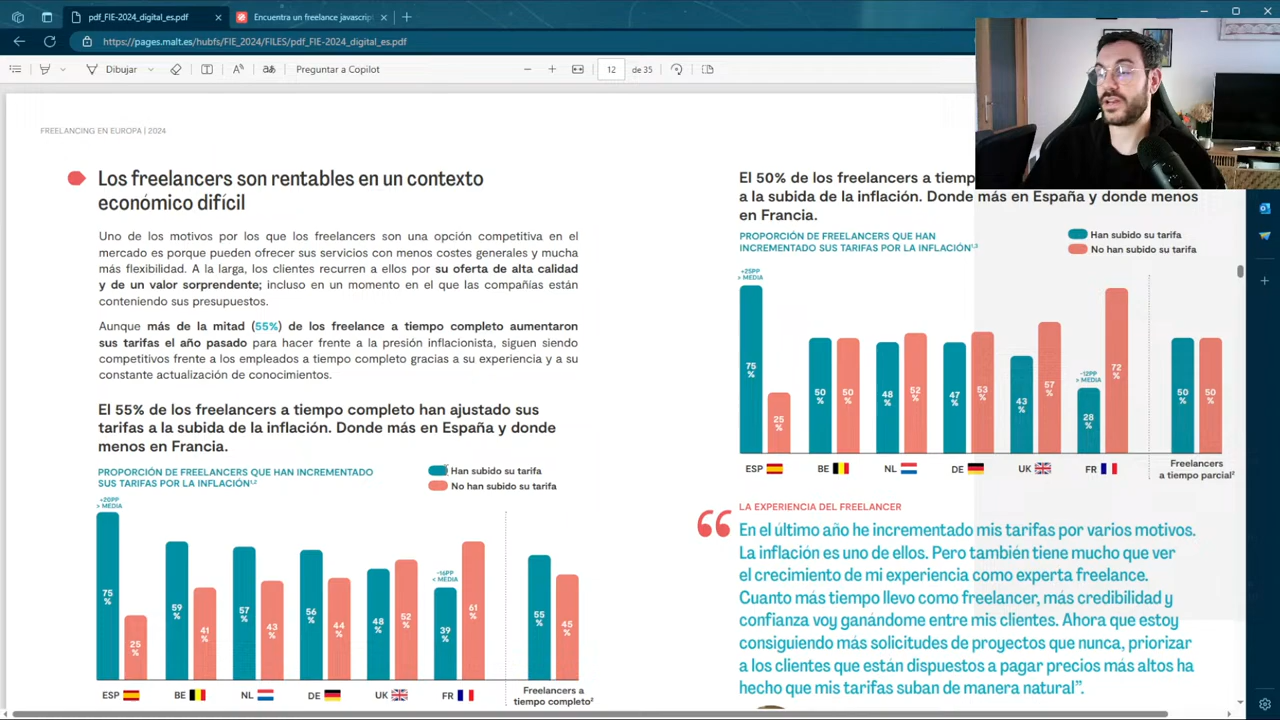 pdf_FIE-2024_digital_es.pdf
Encuentra un freelance javascrip
https://pages.malt.es/hubfs/FIE_2024/FILES/pdf_FIE-2024_digital_es.pdf
Dibujar
Preguntar a Copilot
12
de 35
FREELANCING EN EUROPA | 2024
Los freelancers son rentables en un contexto
económico difícil
Uno de los motivos por los que los freelancers son una opción competitiva en el
mercado es porque pueden ofrecer sus servicios con menos costes generales y mucha
más flexibilidad. A la larga, los clientes recurren a ellos por su oferta de alta calidad
y de un valor sorprendente; incluso en un momento en el que las compañías están
conteniendo sus presupuestos.
Aunque más de la mitad (55%) de los freelance a tiempo completo aumentaron
sus tarifas el año pasado para hacer frente a la presión inflacionista, siguen siendo
competitivos frente a los empleados a tiempo completo gracias a su experiencia y a su
constante actualización de conocimientos.
El 55% de los freelancers a tiempo completo han ajustado sus
tarifas a la subida de la inflación. Donde más en España y donde
menos en Francia.
PROPORCIÓN DE FREELANCERS QUE HAN INCREMENTADO
SUS TARIFAS POR LA INFLACIÓN1,2
Han subido su tarifa
No han subido su tarifa
+20PP
> MEDIA
75 %
25 %
59 %
41 %
57 %
43 %
56 %
44 %
48 %
52 %
-16PP
< MEDIA
39 %
61 %
55 %
45 %
ESP
BE
NL
DE
UK
FR
Freelancers a
tiempo completo2
El 50% de los freelancers a tiemp
a la subida de la inflación. Donde más en España y donde menos
en Francia.
PROPORCIÓN DE FREELANCERS QUE HAN
INCREMENTADO SUS TARIFAS POR LA INFLACIÓN1,3
Han subido su tarifa
No han subido su tarifa
+25PP
> MEDIA
75 %
25 %
50 %
50 %
48 %
52 %
47 %
53 %
43 %
57 %
-12PP
> MEDIA
28 %
72 %
50 %
50 %
ESP
BE
NL
DE
UK
FR
Freelancers
a tiempo parcial2
LA EXPERIENCIA DEL FREELANCER
En el último año he incrementado mis tarifas por varios motivos.
La inflación es uno de ellos. Pero también tiene mucho que ver
el crecimiento de mi experiencia como experta freelance.
Cuanto más tiempo llevo como freelancer, más credibilidad y
confianza voy ganándome entre mis clientes. Ahora que estoy
consiguiendo más solicitudes de proyectos que nunca, priorizar
a los clientes que están dispuestos a pagar precios más altos ha
hecho que mis tarifas suban de manera natural”.